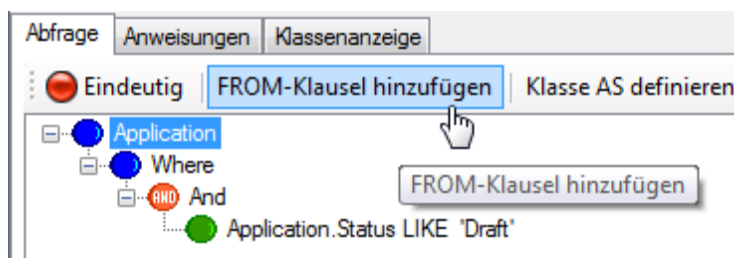 Abfrage Anweisungen Klassenanzeige
Eindeutig FROM-Klausel hinzufügen Klasse AS definieren
Application
Where
AND And
FROM-Klausel hinzufügen
Application.Status LIKE "Draft"